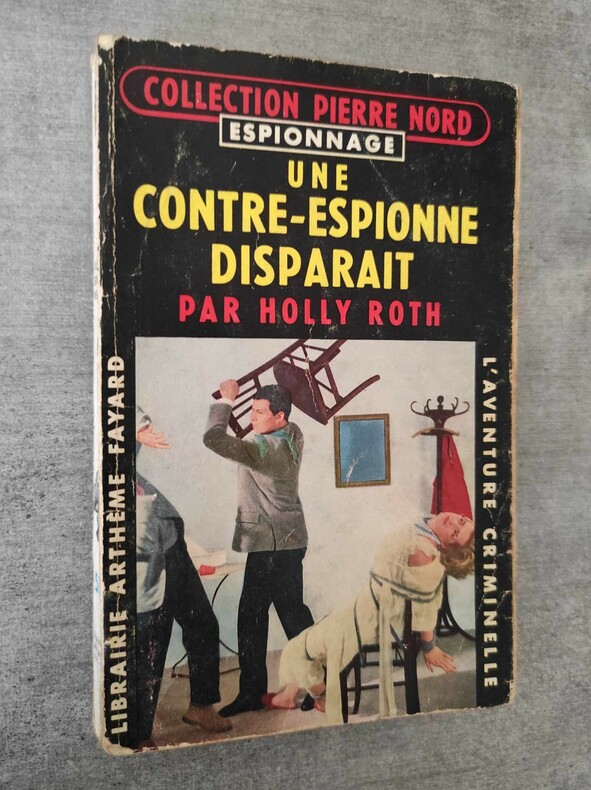 COLLECTION PIERRE NORD
ESPIONNAGE
UNE
CONTRE-ESPIONNE
DISPARAIT
PAR HOLLY ROTH
LIBRAIRIE ARTHÈME FAYARD
L'AVENTURE CRIMINELLE